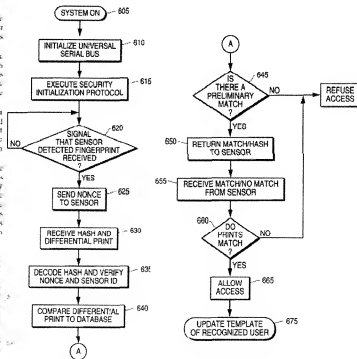 SYSTEM ON
605
INITIALIZE UNIVERSAL
SERIAL BUS
610
EXECUTE SECURITY
INITIALIZATION PROTOCOL
615
SIGNAL
THAT SENSOR
DETECTED FINGERPRINT
RECEIVED
?
620
NO
YES
SEND NONCE
TO SENSOR
625
RECEIVE HASH AND
DIFFERENTIAL PRINT
630
DECODE HASH AND VERIFY
NONCE AND SENSOR ID
635
COMPARE DIFFERENTIAL
PRINT TO DATABASE
640
A
A
IS
THERE A
PRELIMINARY
MATCH
?
645
NO
REFUSE
ACCESS
YES
650
RETURN MATCH/HASH
TO SENSOR
655
RECEIVE MATCH/NO MATCH
FROM SENSOR
660
DO
PRINTS
MATCH
?
NO
YES
ALLOW
ACCESS
665
UPDATE TEMPLATE
OF RECOGNIZED USER
675